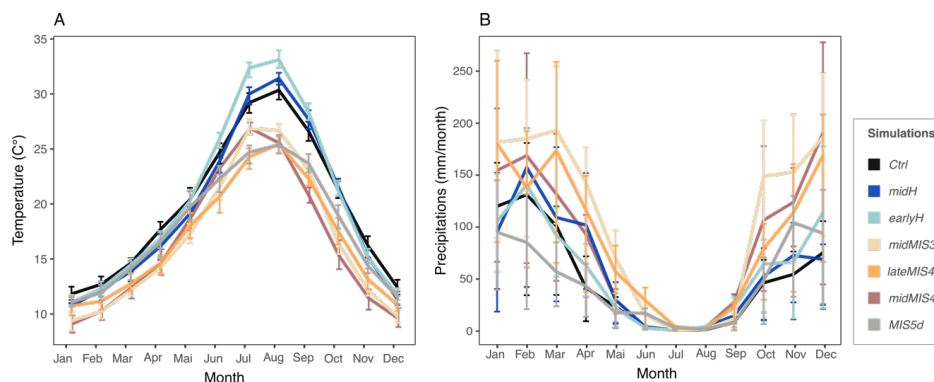 A
B
Temperature (C°)
35
30
25
20
15
10
Jan Feb Mar Apr Mai Jun Jul Aug Sep Oct Nov Dec
Month
Precipitations (mm/month)
250
200
150
100
50
0
Jan Feb Mar Apr Mai Jun Jul Aug Sep Oct Nov Dec
Month
Simulations
Ctrl
midH
earlyH
midMIS3
lateMIS4
midMIS4
MIS5d